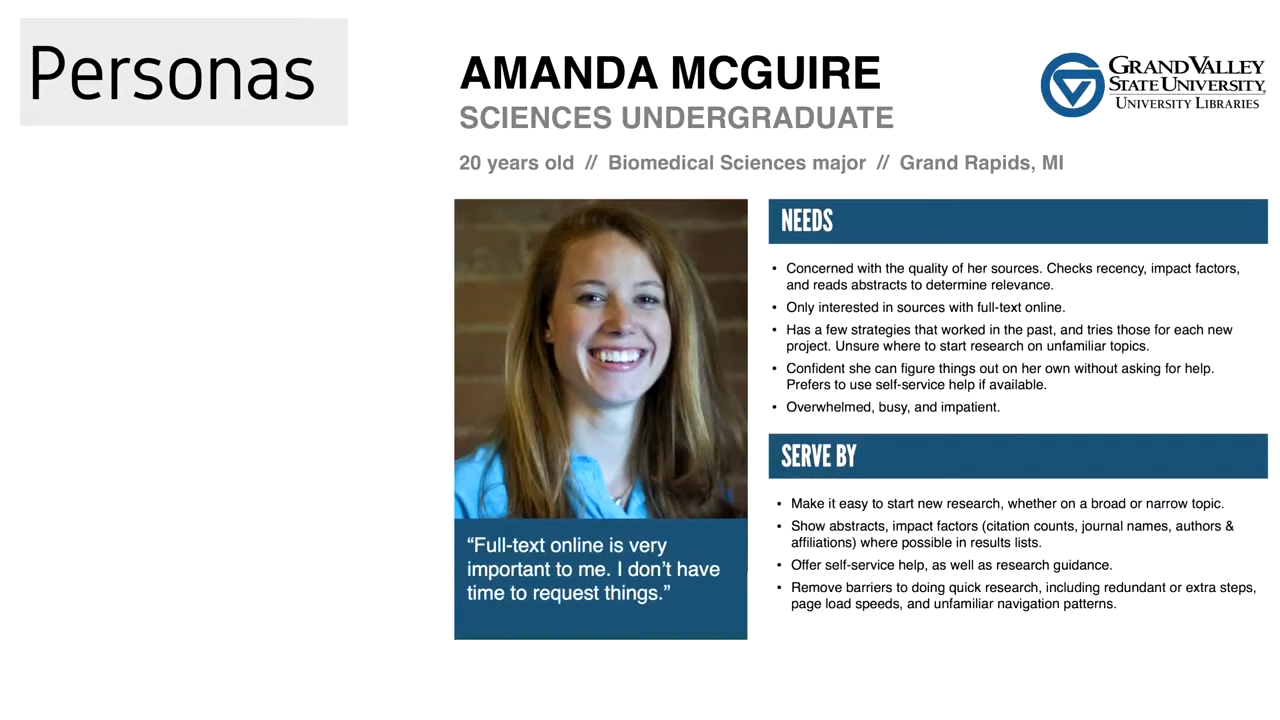 Personas
AMANDA MCGUIRE
SCIENCES UNDERGRADUATE
20 years old // Biomedical Sciences major // Grand Rapids, MI
GRAND VALLEY
STATE UNIVERSITY
UNIVERSITY LIBRARIES
“Full-text online is very
important to me. I don’t have
time to request things.”
NEEDS
• Concerned with the quality of her sources. Checks recency, impact factors,
and reads abstracts to determine relevance.
• Only interested in sources with full-text online.
• Has a few strategies that worked in the past, and tries those for each new
project. Unsure where to start research on unfamiliar topics.
• Confident she can figure things out on her own without asking for help.
Prefers to use self-service help if available.
• Overwhelmed, busy, and impatient.
SERVE BY
• Make it easy to start new research, whether on a broad or narrow topic.
• Show abstracts, impact factors (citation counts, journal names, authors &
affiliations) where possible in results lists.
• Offer self-service help, as well as research guidance.
• Remove barriers to doing quick research, including redundant or extra steps,
page load speeds, and unfamiliar navigation patterns.